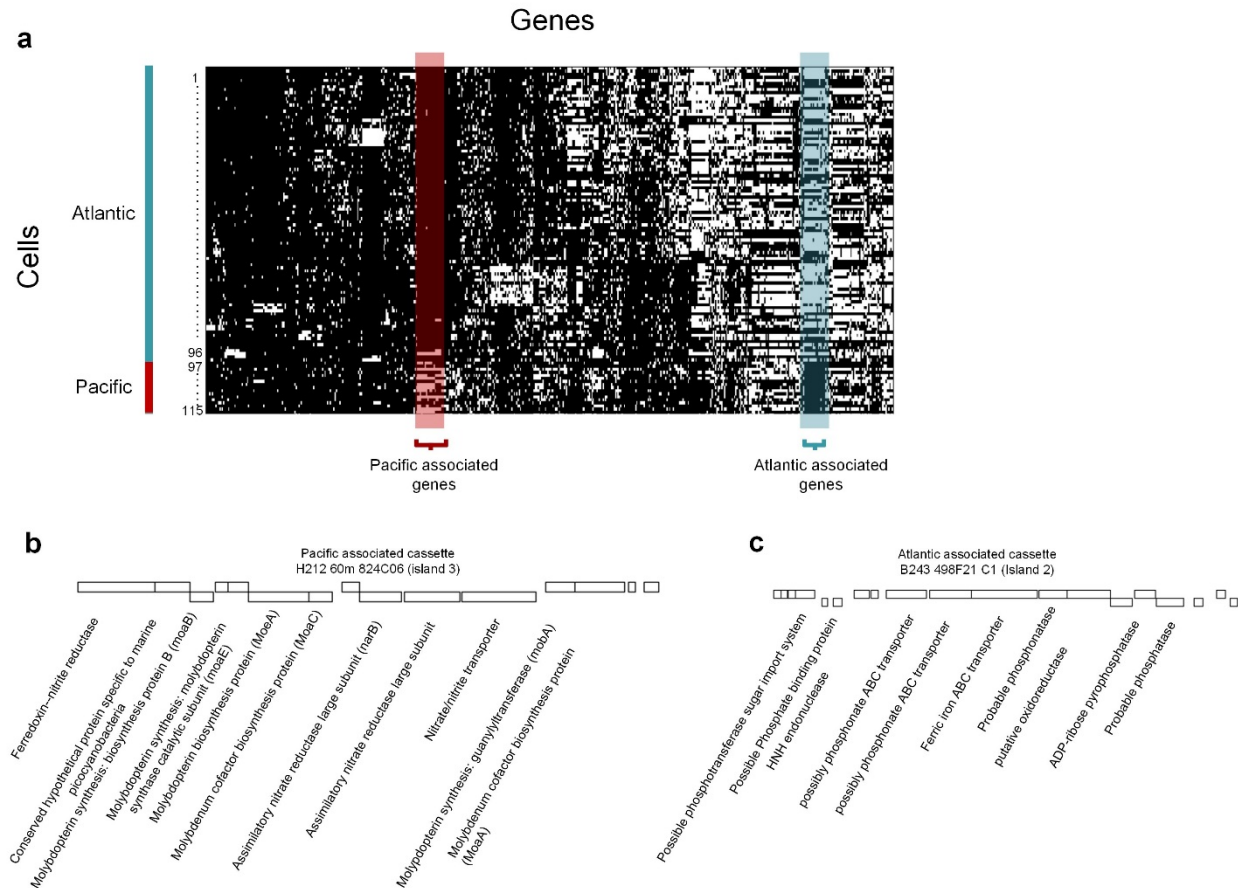 Genes
a
Cells
Atlantic
Pacific
1
96
97
115
Pacific associated
genes
Atlantic associated
genes
b
Pacific associated cassette
H212 60m 824C06 (island 3)
Ferredoxin--nitrite reductase
Conserved hypothetical protein specific to marine
picocyanobacteria
Molybdopterin synthesis: biosynthesis protein B (moaB)
Molybdopterin synthesis: molybdopterin
synthase catalytic subunit (moaE)
Molybdopterin biosynthesis protein (MoeA)
Molybdenum cofactor biosynthesis protein (MoaC)
Assimilatory nitrate reductase large subunit (narB)
Assimilatory nitrate reductase large subunit
Nitrate/nitrite transporter
Molypdopterin synthesis: guanyltransferase (mobA)
Molybdenum cofactor biosynthesis protein
(MoaA)
c
Atlantic associated cassette
B243 498F21 C1 (Island 2)
Possible phosphotransferase sugar import system
Possible Phosphate binding protein
HNH endonuclease
possibly phosphonate ABC transporter
possibly phosphonate ABC transporter
Ferric iron ABC transporter
Probable phosphonatase
putative oxidoreductase
ADP-ribose pyrophosphatase
Probable phosphatase